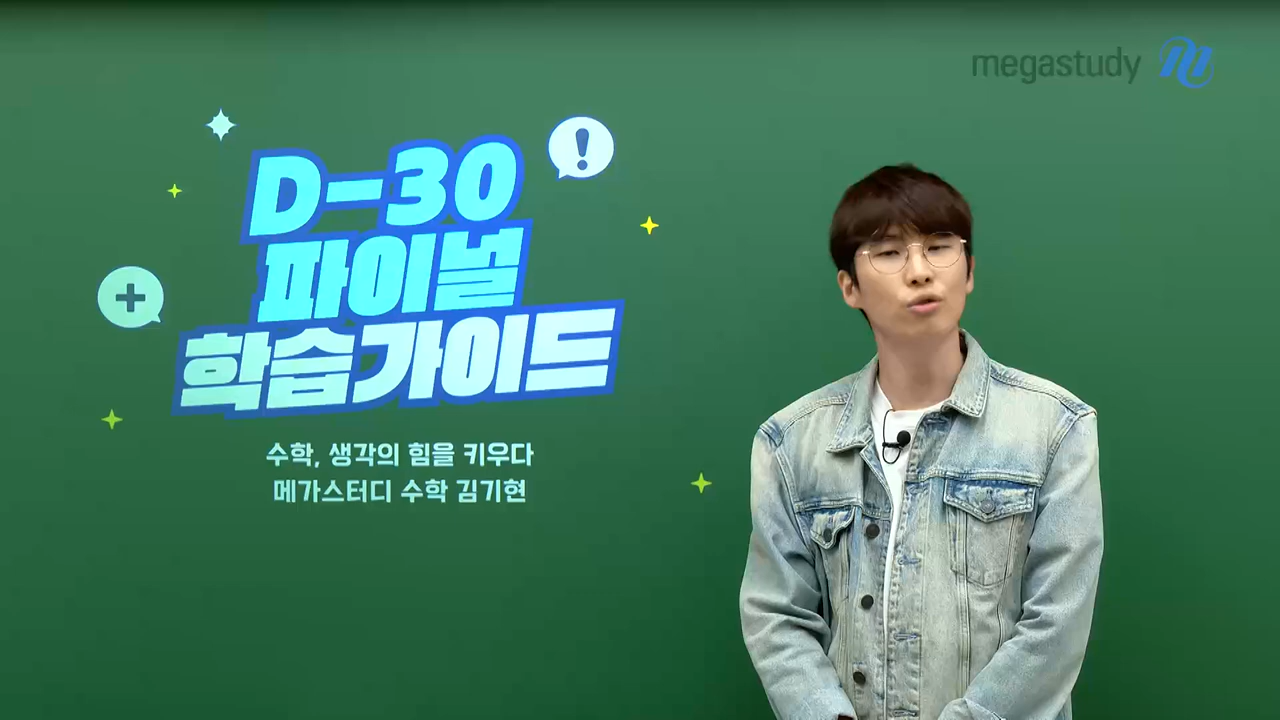 megastudy
D-30
파이널
학습가이드
수학, 생각의 힘을 키우다
메가스터디 수학 김기현